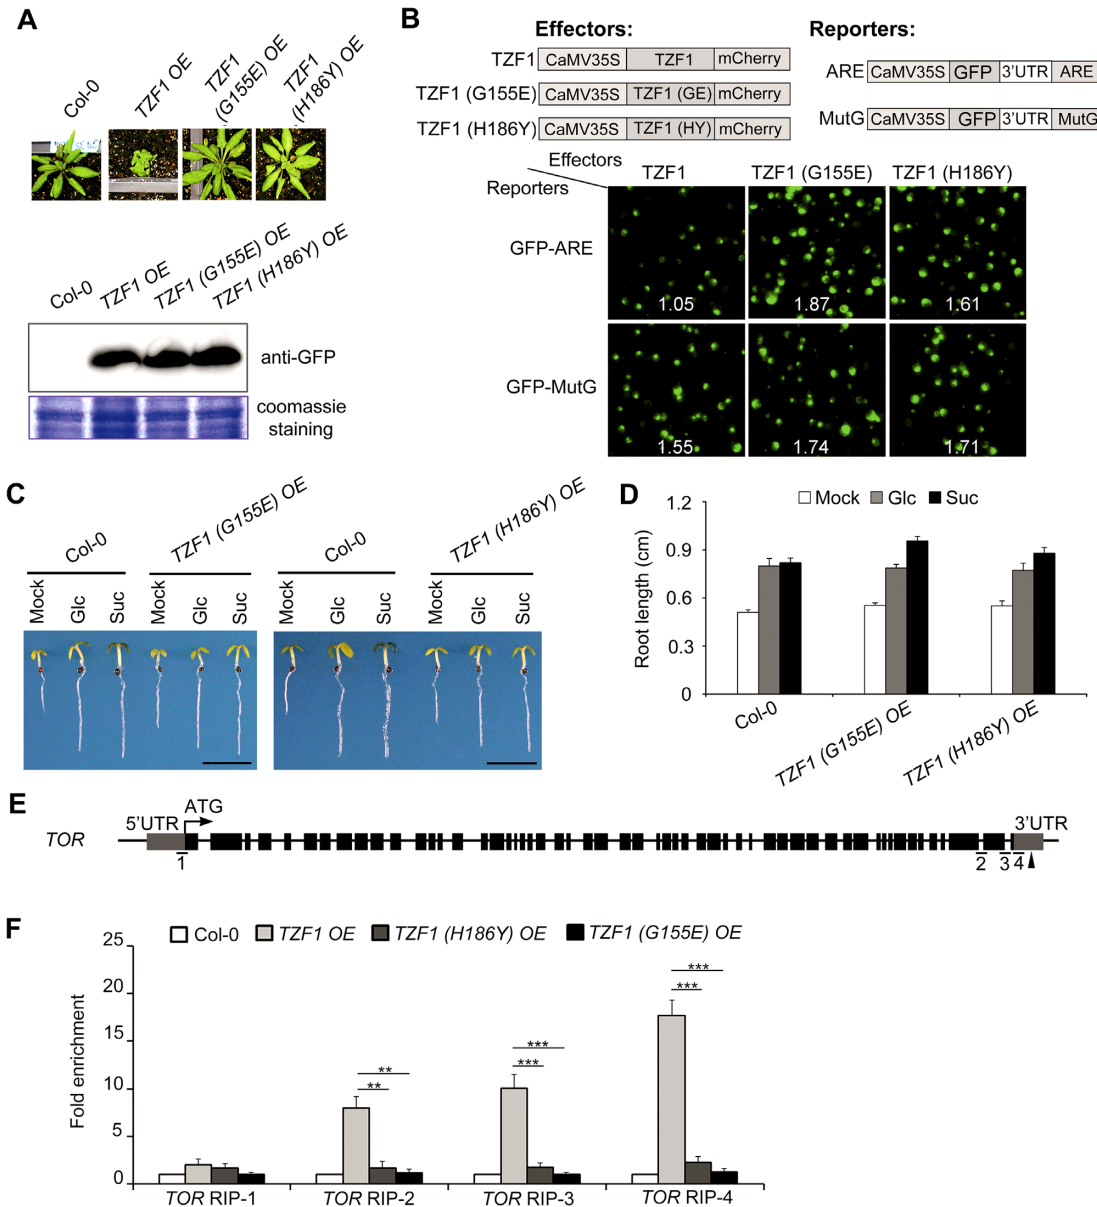 A
Col-0
TZF1 OE
TZF1
(G155E) OE
TZF1
(H186Y) OE
Col-0
TZF1 OE
TZF1 (G155E) OE
TZF1 (H186Y) OE
anti-GFP
coomassie
staining
B
Effectors:
TZF1 CaMV35S TZF1 mCherry
TZF1 (G155E) CaMV35S TZF1 (GE) mCherry
TZF1 (H186Y) CaMV35S TZF1 (HY) mCherry
Reporters:
ARE CaMV35S GFP 3'UTR ARE
MutG CaMV35S GFP 3'UTR MutG
Effectors
Reporters
TZF1 TZF1 (G155E) TZF1 (H186Y)
GFP-ARE
1.05 1.87 1.61
GFP-MutG
1.55 1.74 1.71
C
Col-0 TZF1 (G155E) OE Col-0 TZF1 (H186Y) OE
Mock Glc Suc Mock Glc Suc Mock Glc Suc Mock Glc Suc
D
Mock Glc Suc
Root length (cm)
1.2
0.9
0.6
0.3
0
Col-0
TZF1 (G155E) OE
TZF1 (H186Y) OE
E
5'UTR ATG 3'UTR
TOR
1 2 3 4
F
Col-0 TZF1 OE TZF1 (H186Y) OE TZF1 (G155E) OE
Fold enrichment
25
20
15
10
5
0
** **
*** ***
*** ***
TOR RIP-1 TOR RIP-2 TOR RIP-3 TOR RIP-4